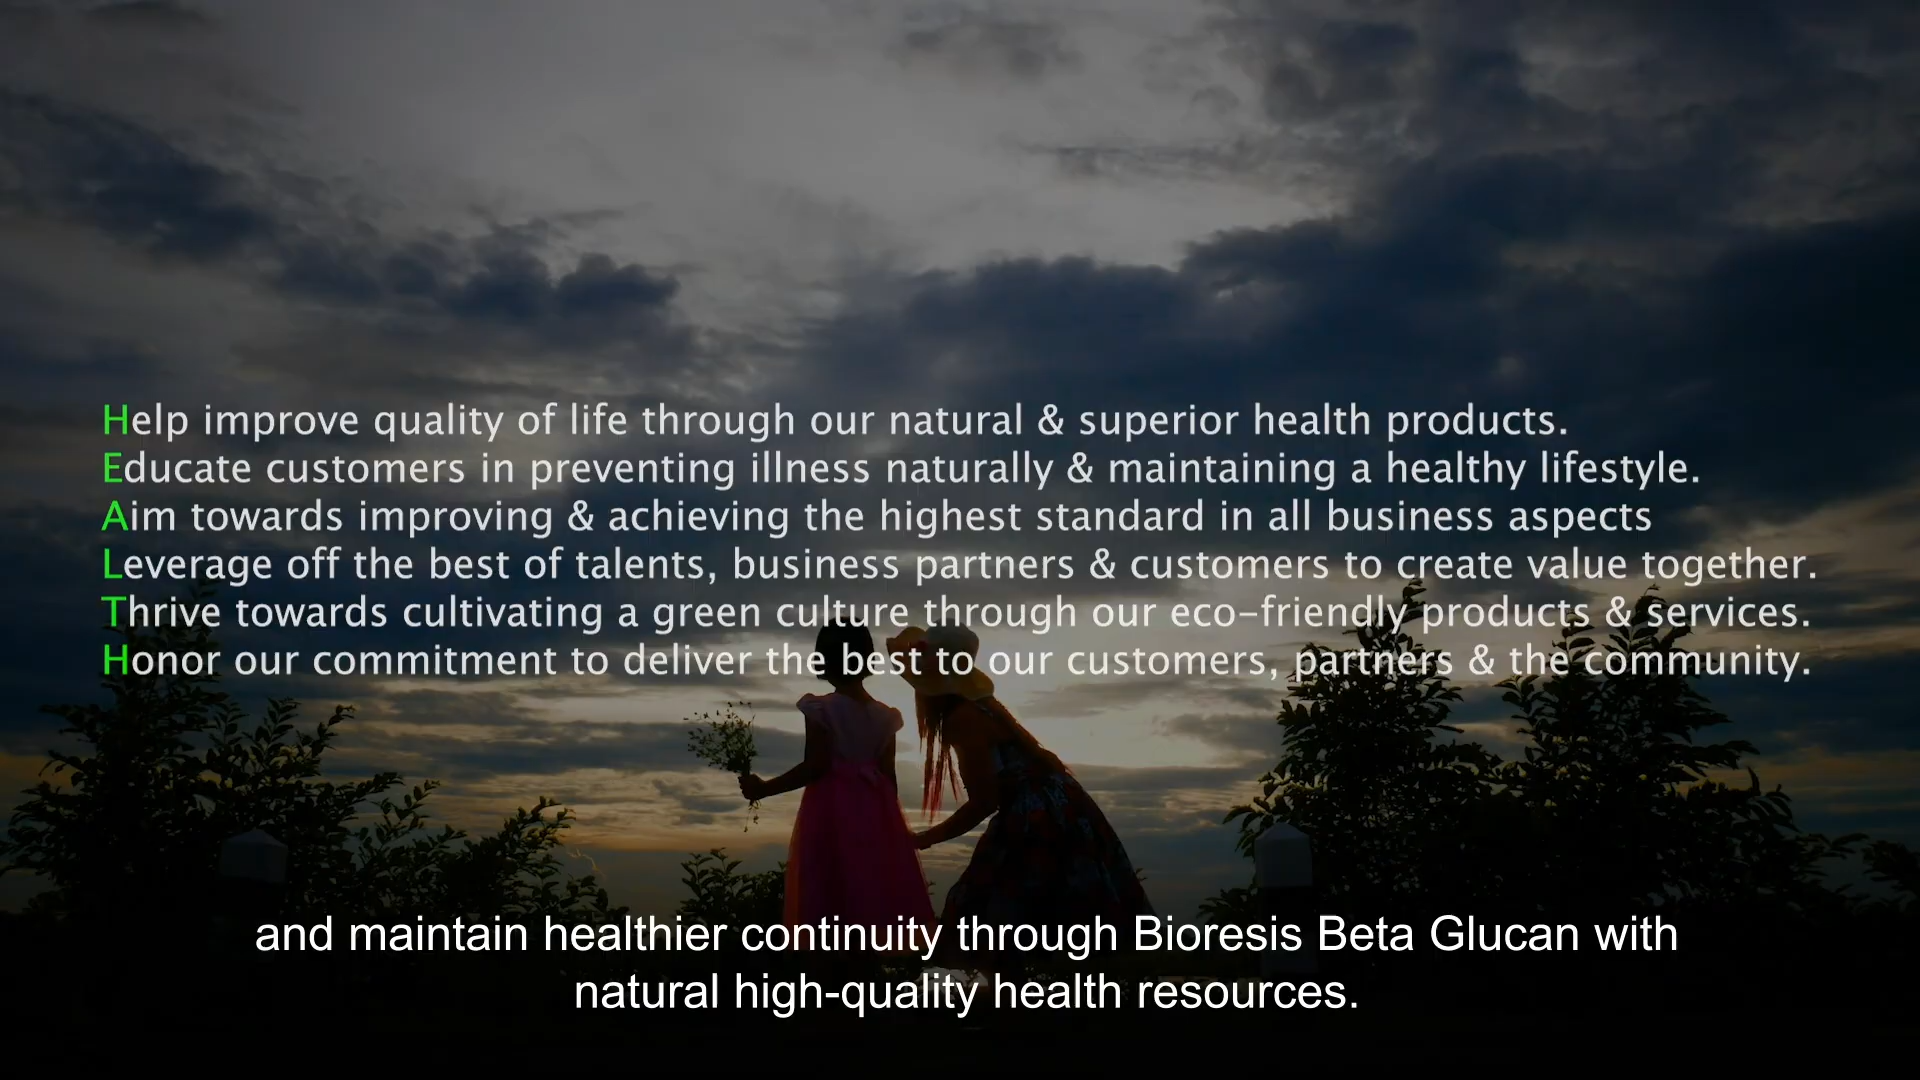 Help improve quality of life through our natural & superior health products.
Educate customers in preventing illness naturally & maintaining a healthy lifestyle.
Aim towards improving & achieving the highest standard in all business aspects
Leverage off the best of talents, business partners & customers to create value together.
Thrive towards cultivating a green culture through our eco-friendly products & services.
Honor our commitment to deliver the best to our customers, partners & the community.
and maintain healthier continuity through Bioresis Beta Glucan with
natural high-quality health resources.